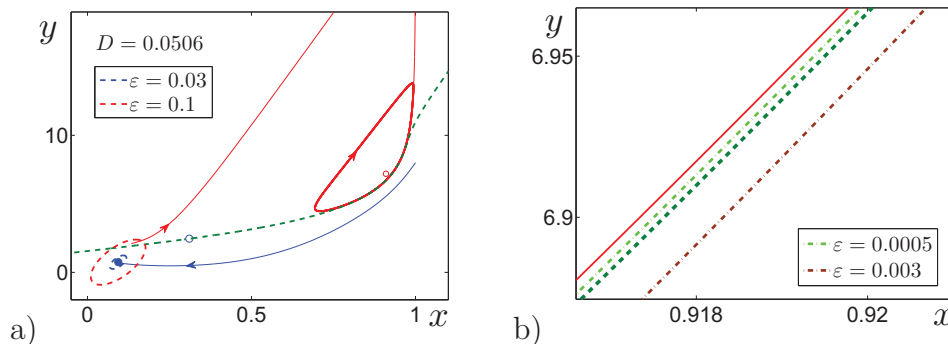 y
D = 0.0506
ε = 0.03
ε = 0.1
10
0
0
0.5
1
x
a)
y
6.95
6.9
ε = 0.0005
ε = 0.003
0.918
0.92
x
b)